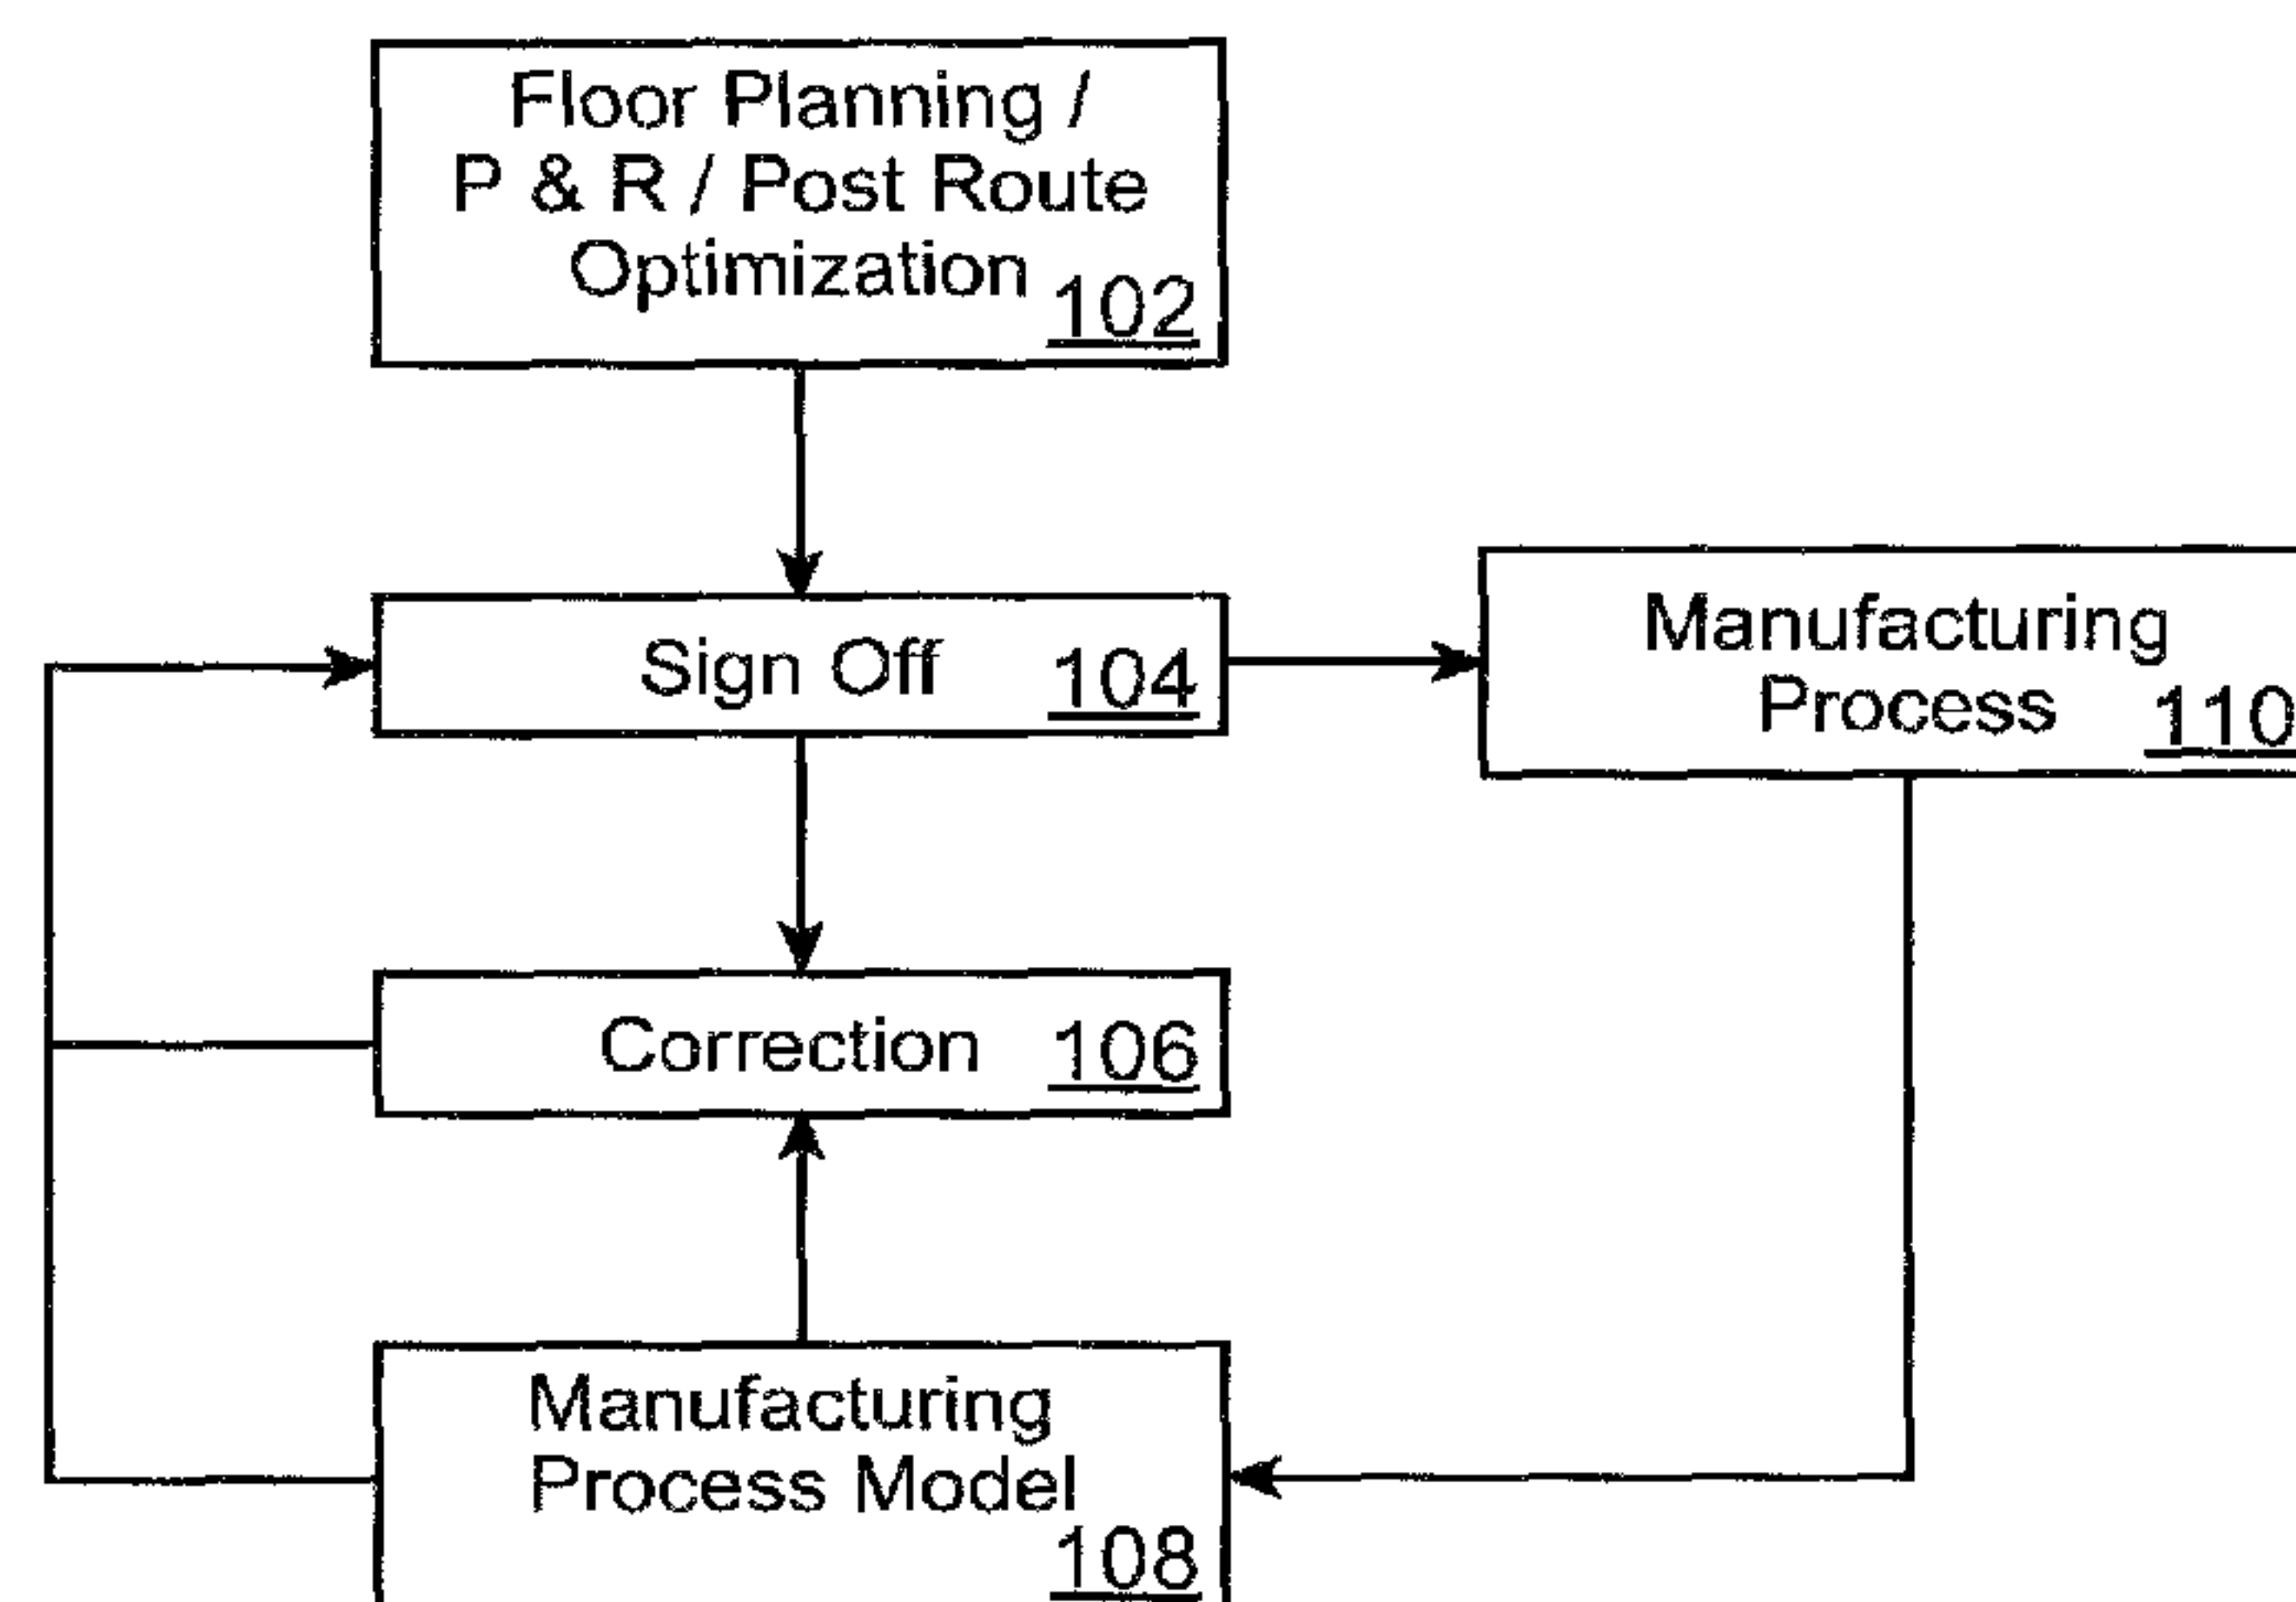 Floor Planning /
P & R / Post Route
Optimization
102
Sign Off
104
Manufacturing
Process
110
Correction
106
Manufacturing
Process Model
108